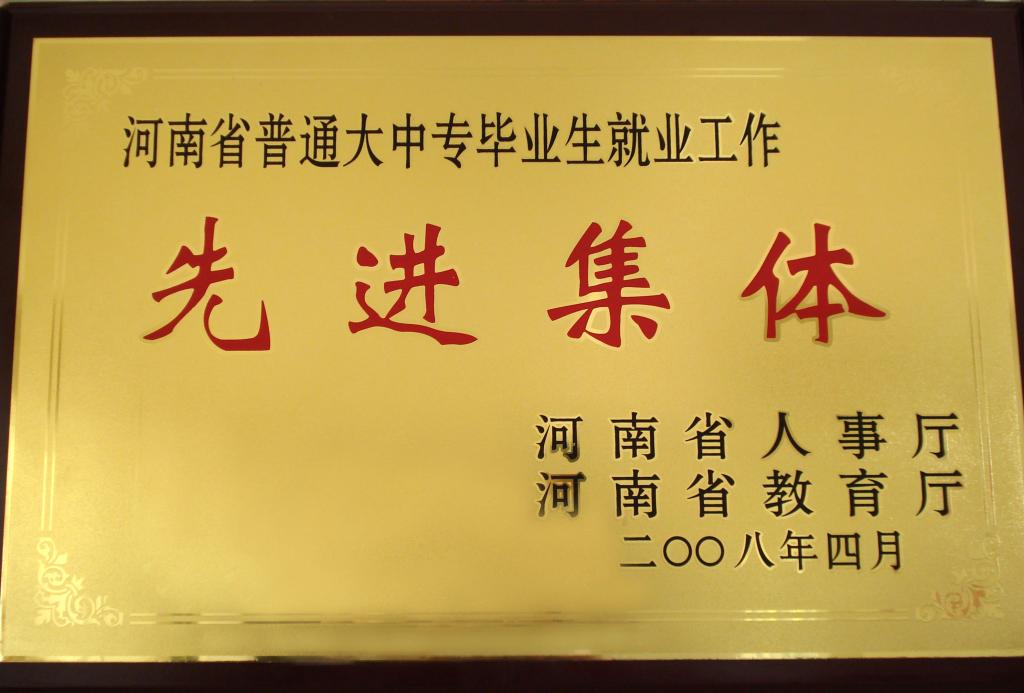 河南省普通大中专毕业生就业工作
先进集体
河南省人事厅
河南省教育厅
二〇〇八年四月